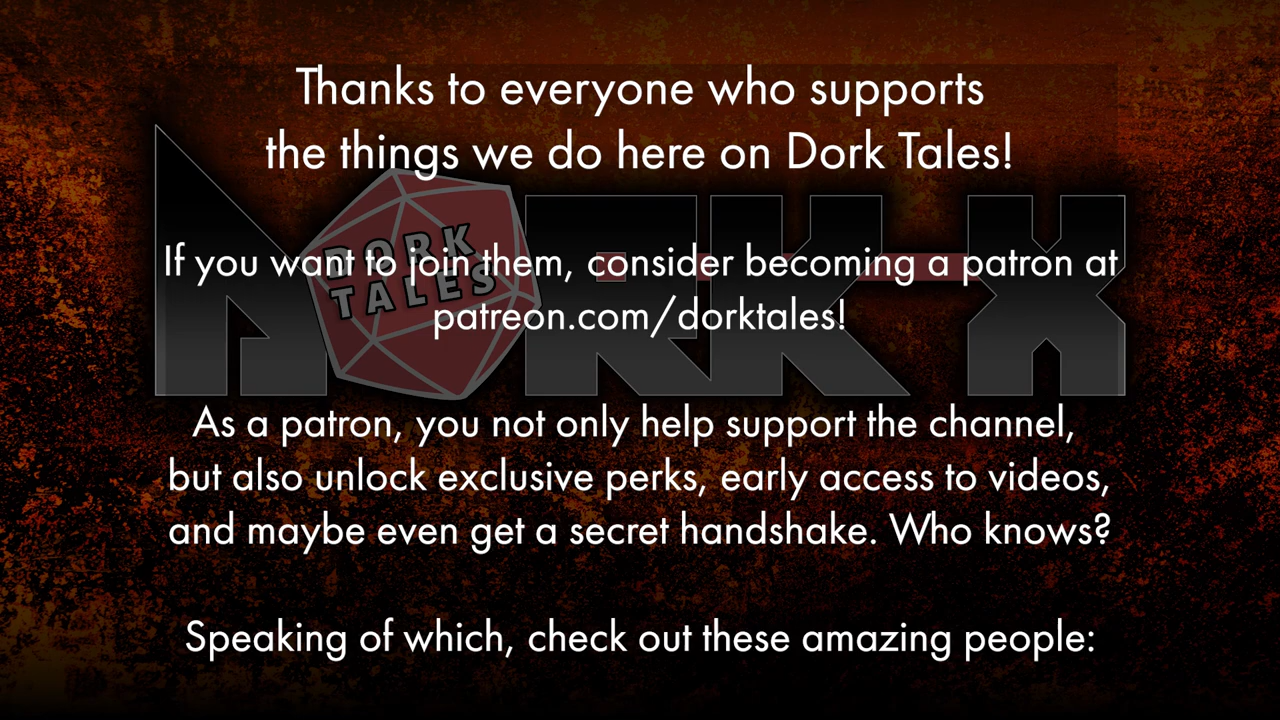 Thanks to everyone who supports
the things we do here on Dork Tales!
If you want to join them, consider becoming a patron at
patreon.com/dorktales!
As a patron, you not only help support the channel,
but also unlock exclusive perks, early access to videos,
and maybe even get a secret handshake. Who knows?
Speaking of which, check out these amazing people:
DORK
TALES
DORK-X